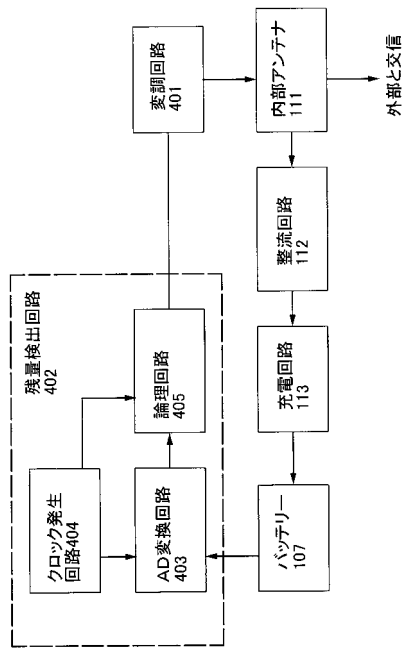 残量検出回路
402
クロック発生
回路404
AD変換回路
403
論理回路
405
変調回路
401
バッテリー
107
充電回路
113
整流回路
112
内部アンテナ
111
外部と交信